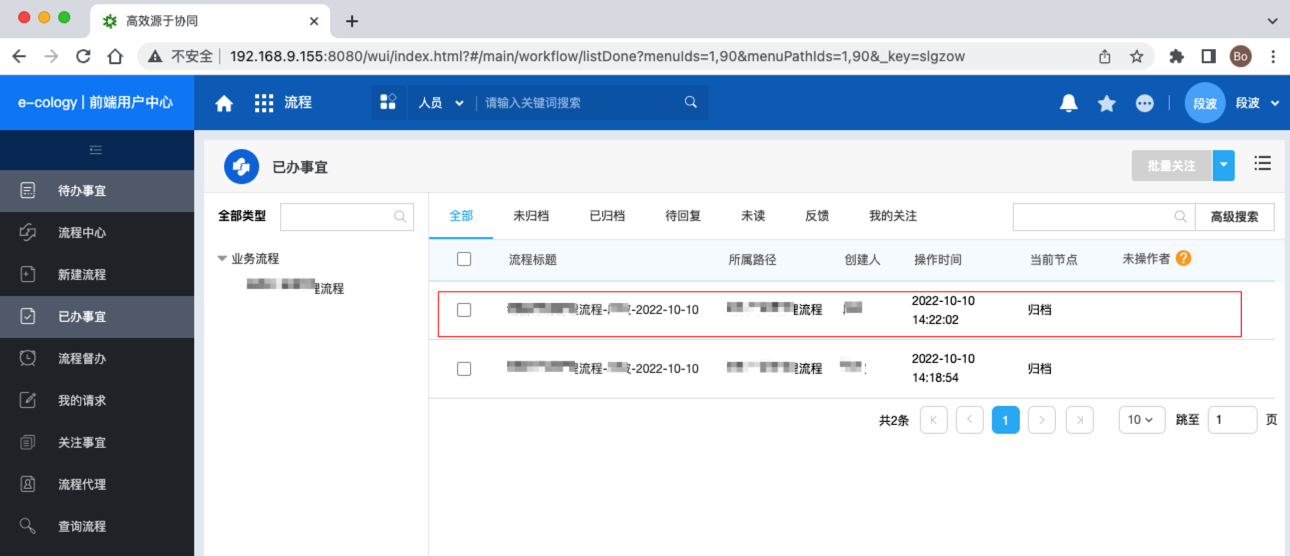 高效源于协同
不安全 | 192.168.9.155:8080/wui/index.html?#/main/workflow/listDone?menuIds=1,90&menuPathIds=1,90&_key=slgzow
Bo
e-cology | 前端用户中心
流程
人员
请输入关键词搜索
段波
段波
待办事宜
流程中心
新建流程
已办事宜
流程督办
我的请求
关注事宜
流程代理
查询流程
已办事宜
批量关注
全部类型
业务流程
流程
全部 未归档 已归档 待回复 未读 反馈 我的关注
高级搜索
流程标题 所属路径 创建人 操作时间 当前节点 未操作者 ?
流程- -2022-10-10 流程 2022-10-10 归档
14:22:02
流程- -2022-10-10 流程 2022-10-10 归档
14:18:54
共2条 1 10 跳至 1 页